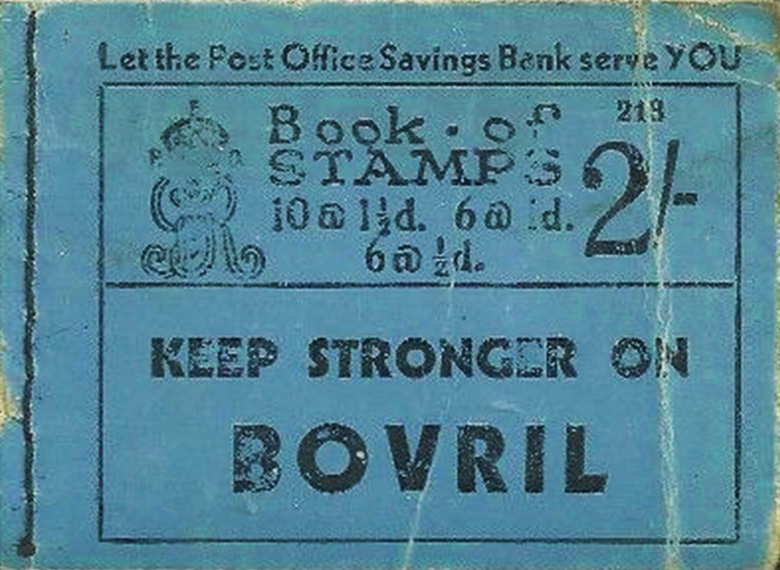 Let the Post Office Savings Bank serve YOU
213
Book · of
STAMPS
2/-
10 @ 1½d. 6 @ 1d.
6 @ ½d.
KEEP STRONGER ON
BOVRIL